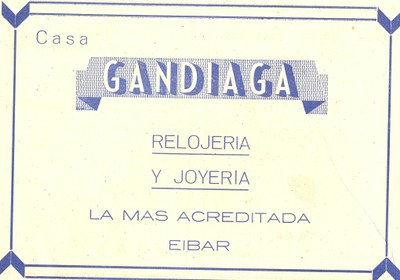 Casa
GANDIAGA
RELOJERIA
Y JOYERIA
LA MAS ACREDITADA
EIBAR